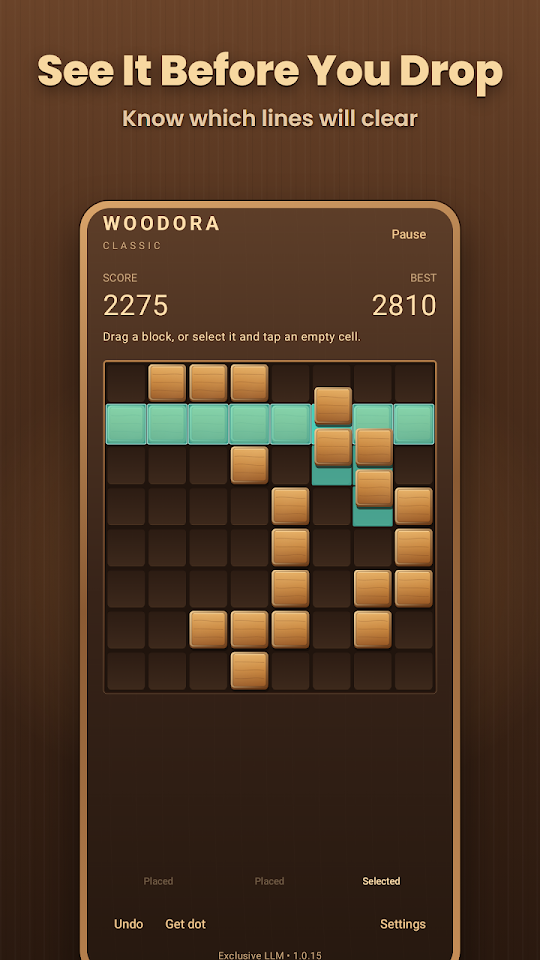 See It Before You Drop
Know which lines will clear
WOODORA
CLASSIC
Pause
SCORE
BEST
2275
2810
Drag a block, or select it and tap an empty cell.
Placed
Placed
Selected
Undo
Get dot
Settings
Exclusive LLM • 1.0.15